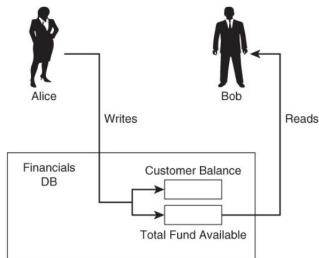 Alice
Bob
Writes
Reads
Financials
DB
Customer Balance
Total Fund Available